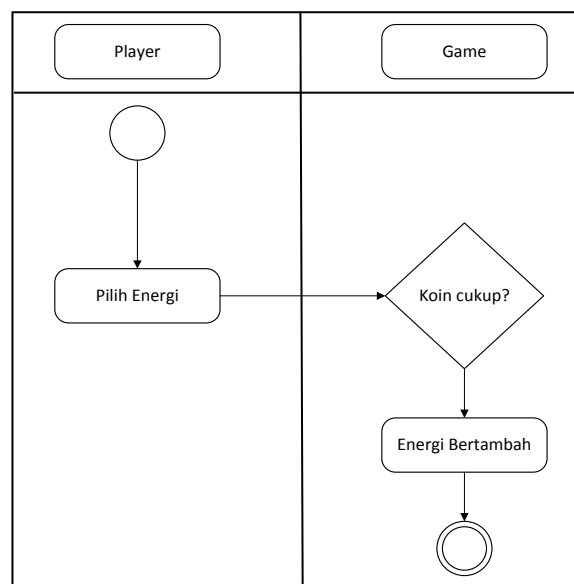 Player
Game
Pilih Energi
Koin cukup?
Energi Bertambah